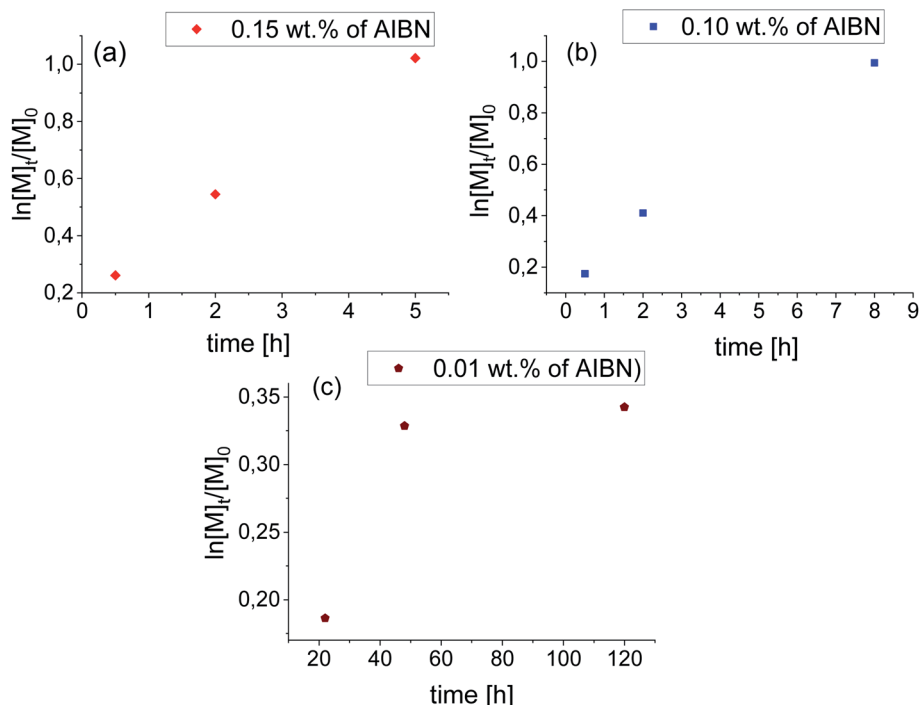 (a)
0.15 wt.% of AIBN
ln[M]t/[M]0
1,0
0,8
0,6
0,4
0,2
0 1 2 3 4 5
time [h]
(b)
0.10 wt.% of AIBN
ln[M]t/[M]0
1,0
0,8
0,6
0,4
0,2
0 1 2 3 4 5 6 7 8 9
time [h]
(c)
0.01 wt.% of AIBN)
ln[M]t/[M]0
0,35
0,30
0,25
0,20
20 40 60 80 100 120
time [h]